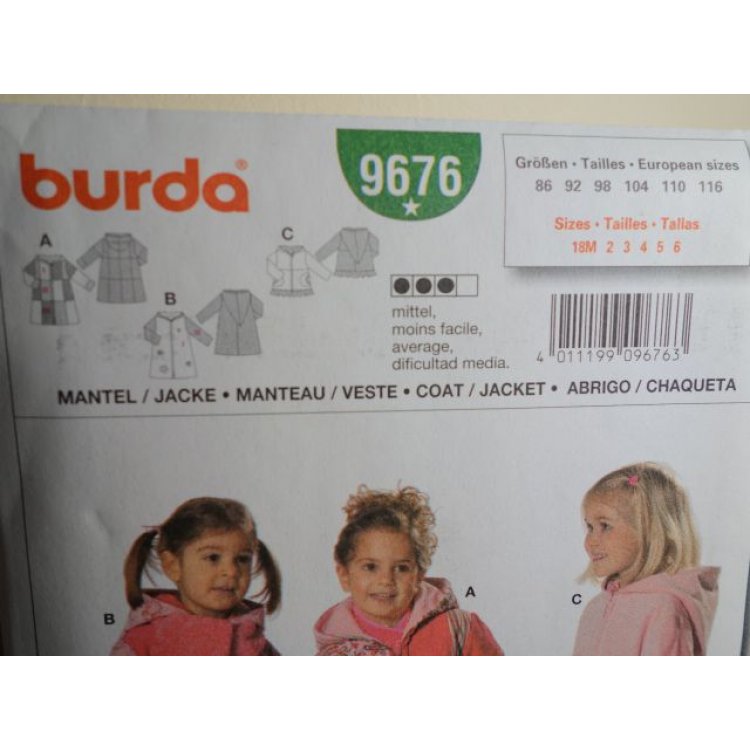 burda®
9676
Größen • Tailles • European sizes
86 92 98 104 110 116
Sizes • Tailles • Tallas
18M 2 3 4 5 6
A
B
C
mittel,
moins facile,
average,
dificultad media.
4 011199 096763
MANTEL / JACKE • MANTEAU / VESTE • COAT / JACKET • ABRIGO / CHAQUETA
B
A
C